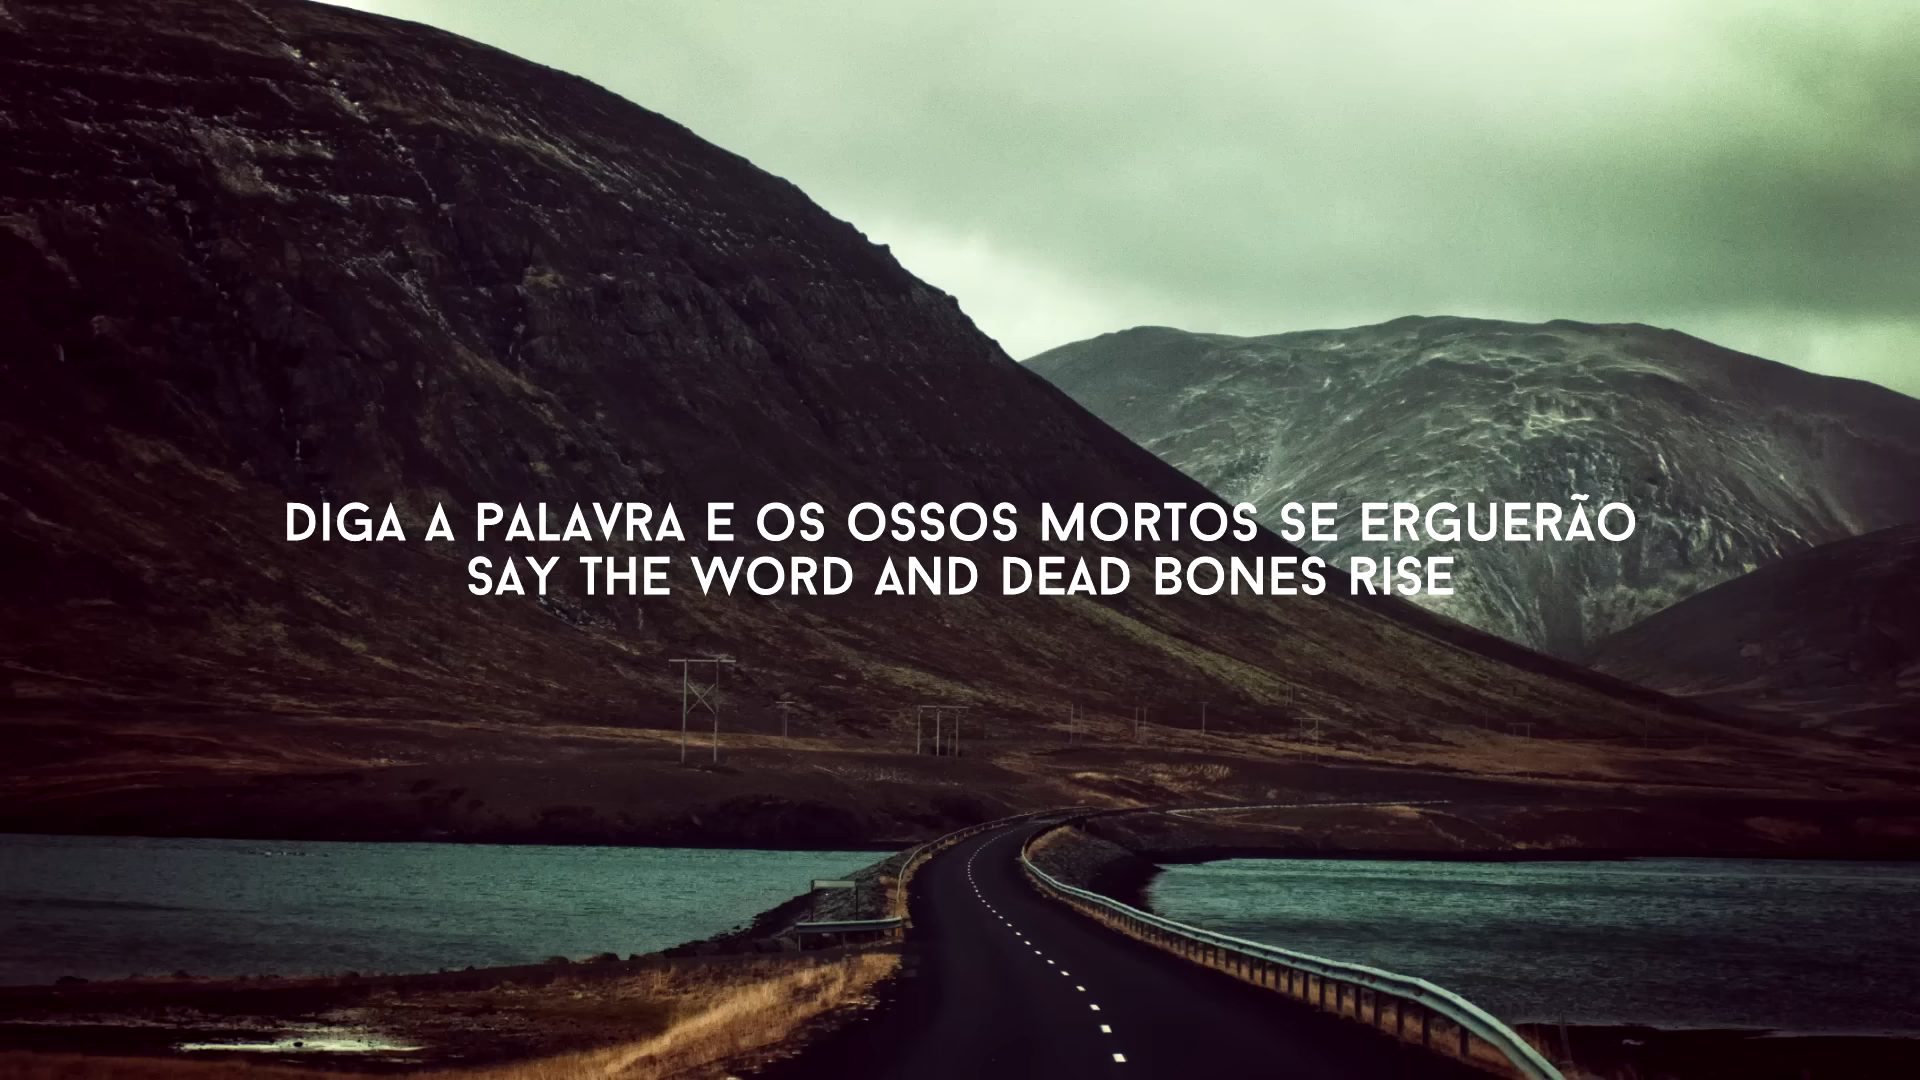 DIGA A PALAVRA E OS OSSOS MORTOS SE ERGUERÃO
SAY THE WORD AND DEAD BONES RISE